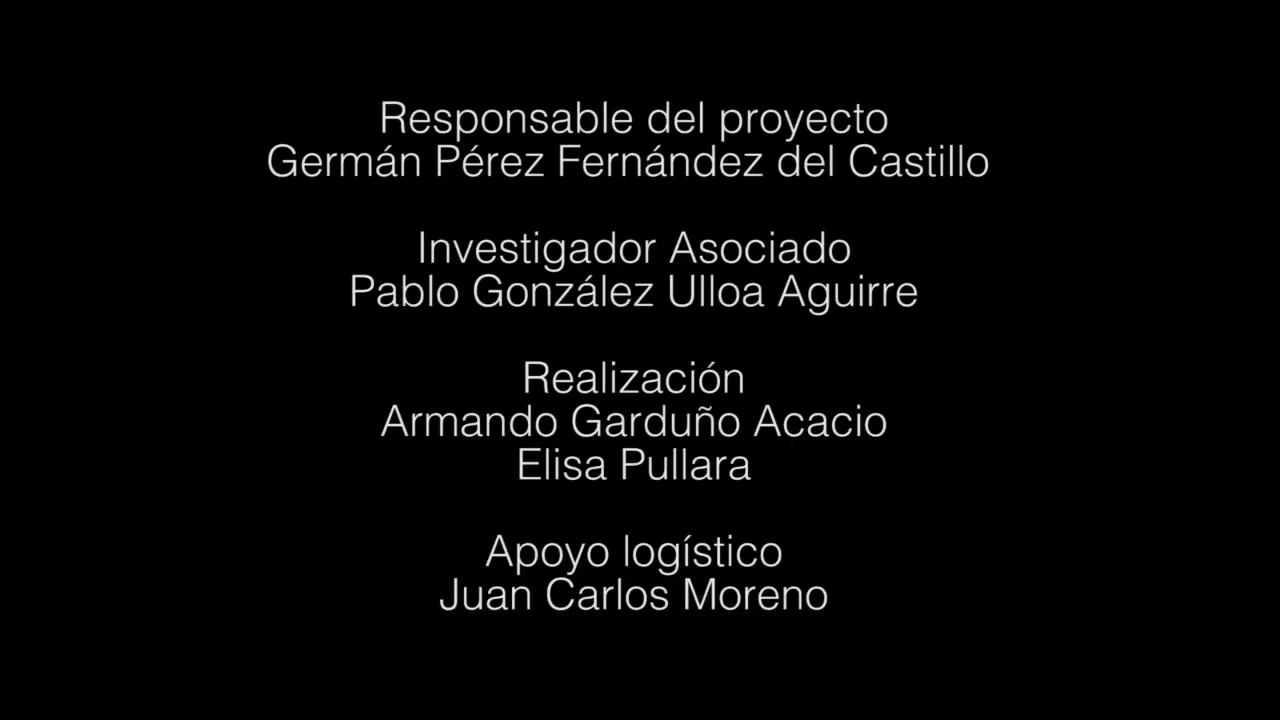 Responsable del proyecto
Germán Pérez Fernández del Castillo
Investigador Asociado
Pablo González Ulloa Aguirre
Realización
Armando Garduño Acacio
Elisa Pullara
Apoyo logístico
Juan Carlos Moreno